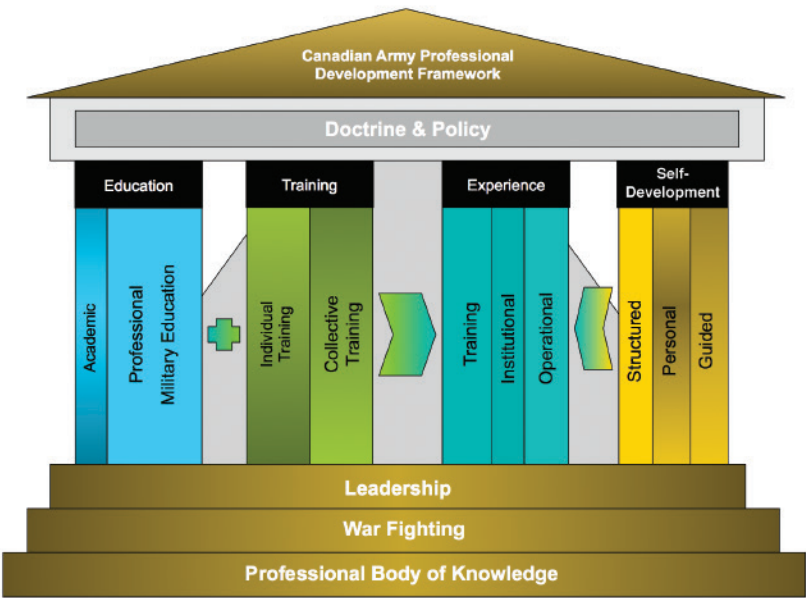 Canadian Army Professional
Development Framework
Doctrine & Policy
Education
Training
Experience
Self-
Development
Academic
Professional
Military Education
Individual
Training
Collective
Training
Training
Institutional
Operational
Structured
Personal
Guided
Leadership
War Fighting
Professional Body of Knowledge